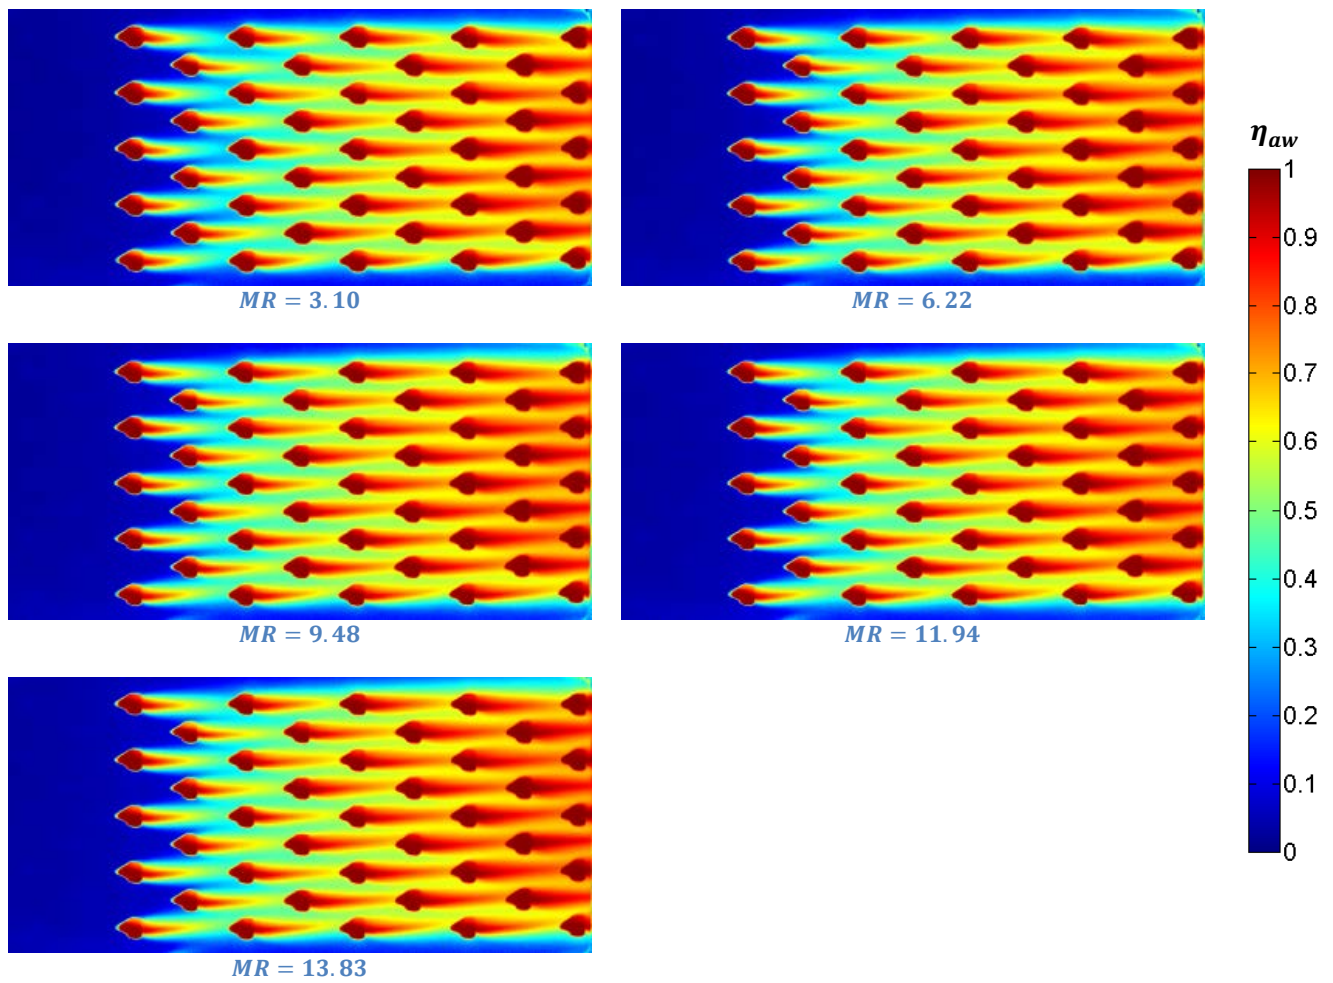 MR = 3.10
MR = 6.22
η_aw
1
0.9
0.8
0.7
0.6
0.5
0.4
0.3
0.2
0.1
0
MR = 9.48
MR = 11.94
MR = 13.83